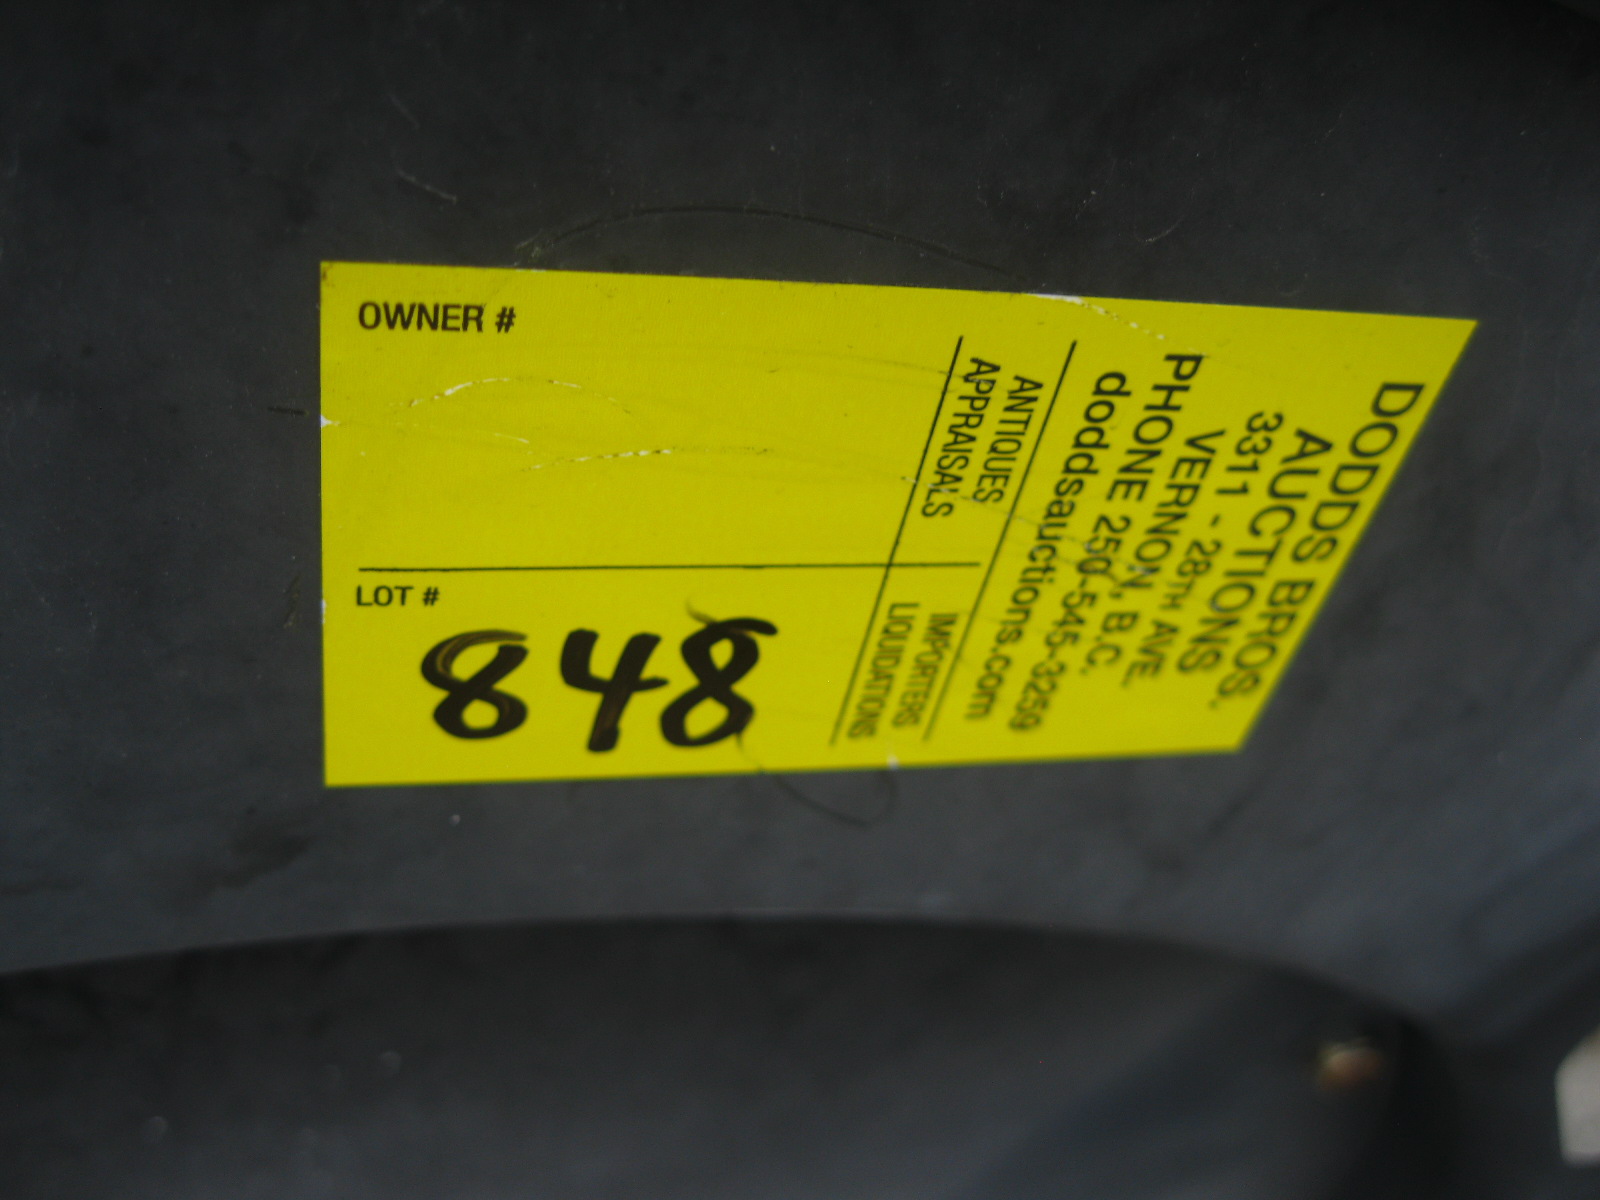 DODDS BROS.
AUCTIONS
3311 - 28TH AVE.
VERNON, B.C.
PHONE 250-545-3259
doddsauctions.com
ANTIQUES IMPORTERS
APPRAISALS LIQUIDATIONS
OWNER #
LOT #
848